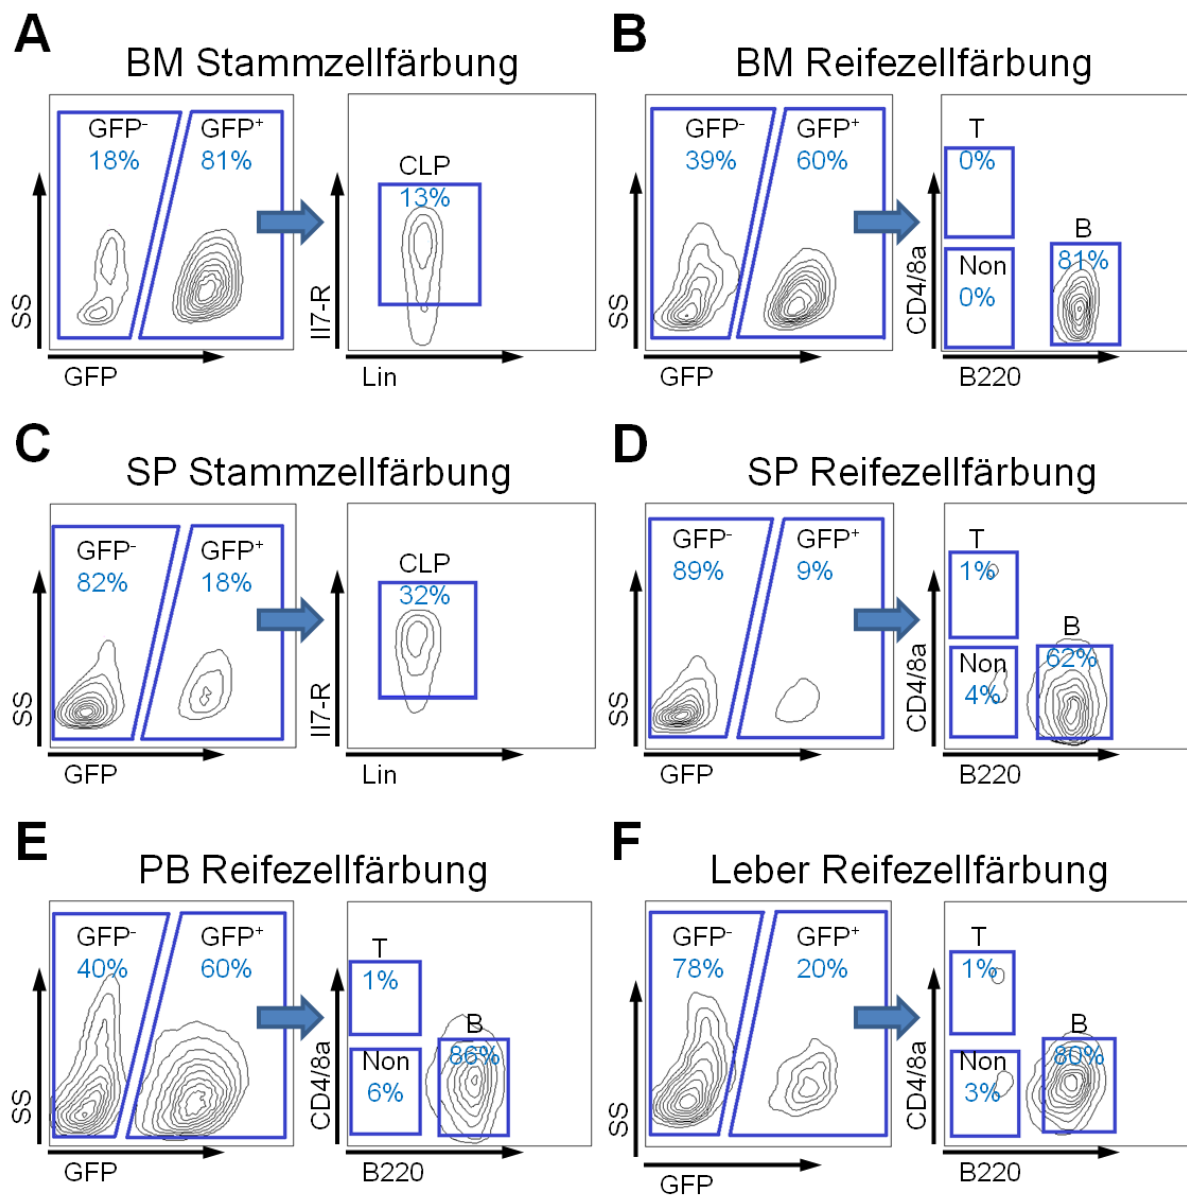 A
BM Stammzellfärbung
GFP⁻
18%
GFP⁺
81%
SS
GFP
CLP
13%
Il7-R
Lin
B
BM Reifezellfärbung
GFP⁻
39%
GFP⁺
60%
SS
GFP
T
0%
Non
0%
B
81%
CD4/8a
B220
C
SP Stammzellfärbung
GFP⁻
82%
GFP⁺
18%
SS
GFP
CLP
32%
Il7-R
Lin
D
SP Reifezellfärbung
GFP⁻
89%
GFP⁺
9%
SS
GFP
T
1%
Non
4%
B
62%
CD4/8a
B220
E
PB Reifezellfärbung
GFP⁻
40%
GFP⁺
60%
SS
GFP
T
1%
Non
6%
B
86%
CD4/8a
B220
F
Leber Reifezellfärbung
GFP⁻
78%
GFP⁺
20%
SS
GFP
T
1%
Non
3%
B
80%
CD4/8a
B220